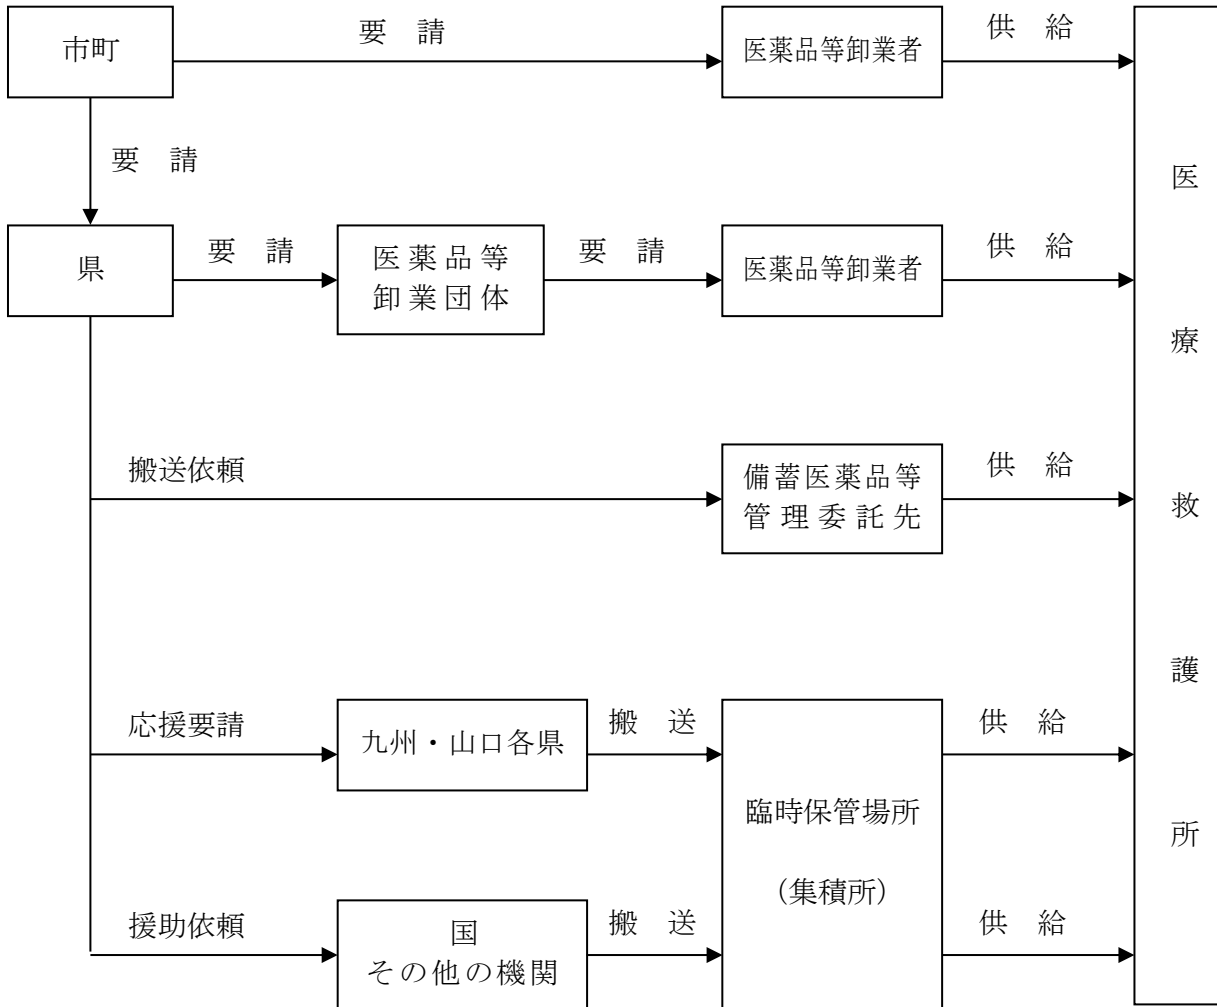 市町
要　請
医薬品等卸業者
供　給
要　請
県
要　請
医薬品等
卸業団体
要　請
医薬品等卸業者
供　給
搬送依頼
備蓄医薬品等
管理委託先
供　給
応援要請
九州・山口各県
搬　送
臨時保管場所
（集積所）
供　給
援助依頼
国
その他の機関
搬　送
供　給
医療救護所